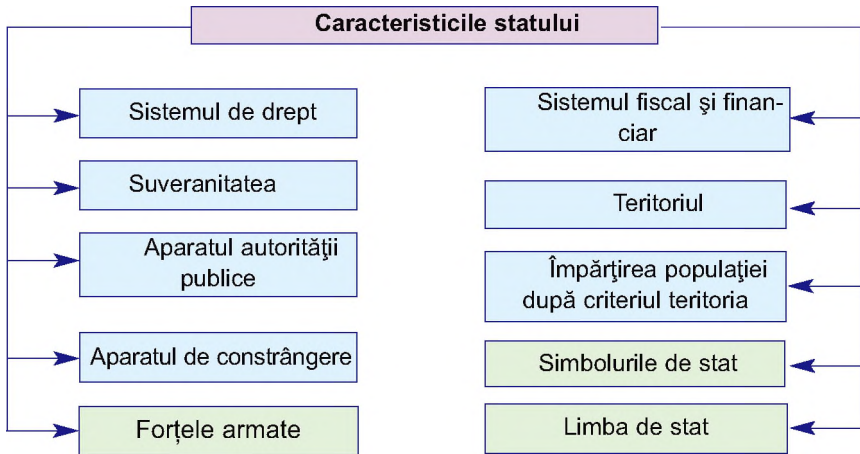 Caracteristicile statului
Sistemul de drept
Suveranitatea
Aparatul autorităţii
publice
Aparatul de constrângere
Forțele armate
Sistemul fiscal şi finan-
ciar
Teritoriul
Împărţirea populaţiei
după criteriul teritoria
Simbolurile de stat
Limba de stat